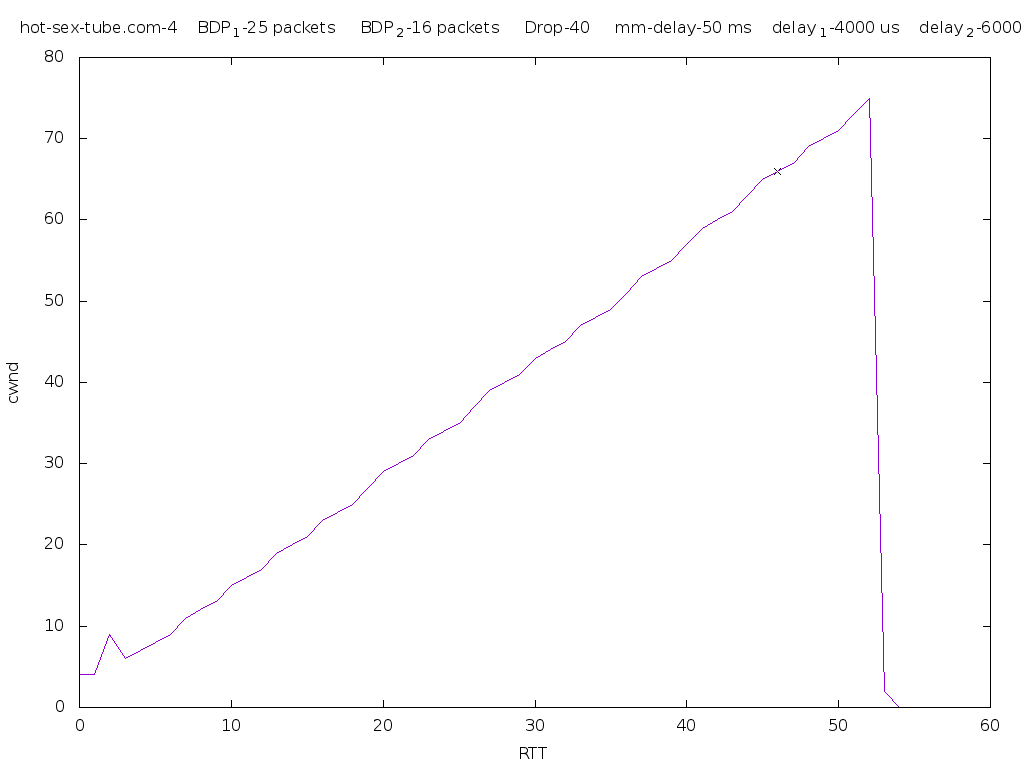 hot-sex-tube.com-4 BDP1-25 packets BDP2-16 packets Drop-40 mm-delay-50 ms delay1-4000 us delay2-6000
80
70
60
50
40
30
20
10
0
cwnd
0 10 20 30 40 50 60
RTT